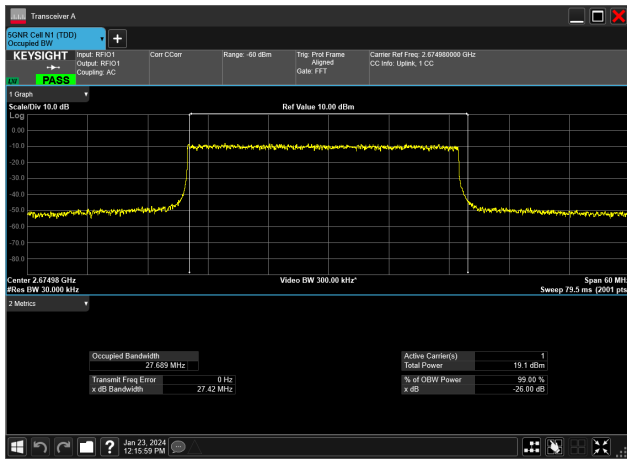 Transceiver A
5GNR Cell N1 (TDD)
Occupied BW
KEYSIGHT
PASS
Input: RFIO1
Output: RFIO1
Coupling: AC
Corr CCorr
Range: -60 dBm
Trig: Prot Frame
Aligned
Gate: FFT
Carrier Ref Freq: 2.674980000 GHz
CC Info: Uplink, 1 CC
1 Graph
Scale/Div 10.0 dB
Ref Value 10.00 dBm
Log
0.00
-10.0
-20.0
-30.0
-40.0
-50.0
-60.0
-70.0
-80.0
Center 2.67498 GHz
Video BW 300.00 kHz*
Span 60 MHz
#Res BW 30.000 kHz
Sweep 79.5 ms (2001 pts
2 Metrics
Occupied Bandwidth
27.689 MHz
Transmit Freq Error 0 Hz
x dB Bandwidth 27.42 MHz
Active Carrier(s) 1
Total Power 19.1 dBm
% of OBW Power 99.00 %
x dB -26.00 dB
Jan 23, 2024
12:15:59 PM